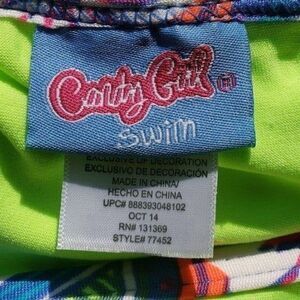 Candy Girl
swim
EXCLUSIVE OF DECORATION
EXCLUSIVO DE DECORACIÓN
MADE IN CHINA/
HECHO EN CHINA
UPC# 888393048102
OCT 14
RN# 131369
STYLE# 77452